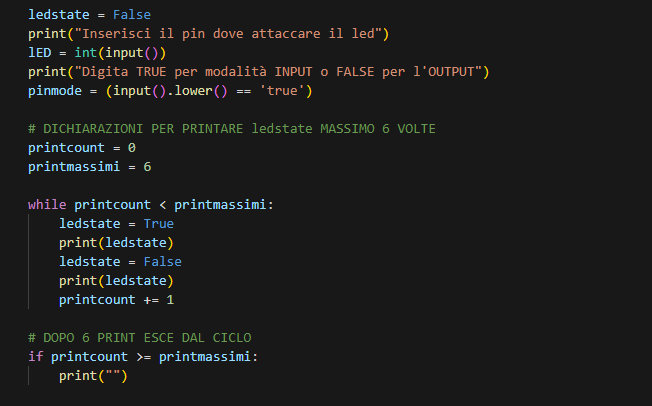 ledstate = False
print("Inserisci il pin dove attaccare il led")
lED = int(input())
print("Digita TRUE per modalità INPUT o FALSE per l'OUTPUT")
pinmode = (input().lower() == 'true')
# DICHIARAZIONI PER PRINTARE ledstate MASSIMO 6 VOLTE
printcount = 0
printmassimi = 6
while printcount < printmassimi:
    ledstate = True
    print(ledstate)
    ledstate = False
    print(ledstate)
    printcount += 1
# DOPO 6 PRINT ESCE DAL CICLO
if printcount >= printmassimi:
    print("")